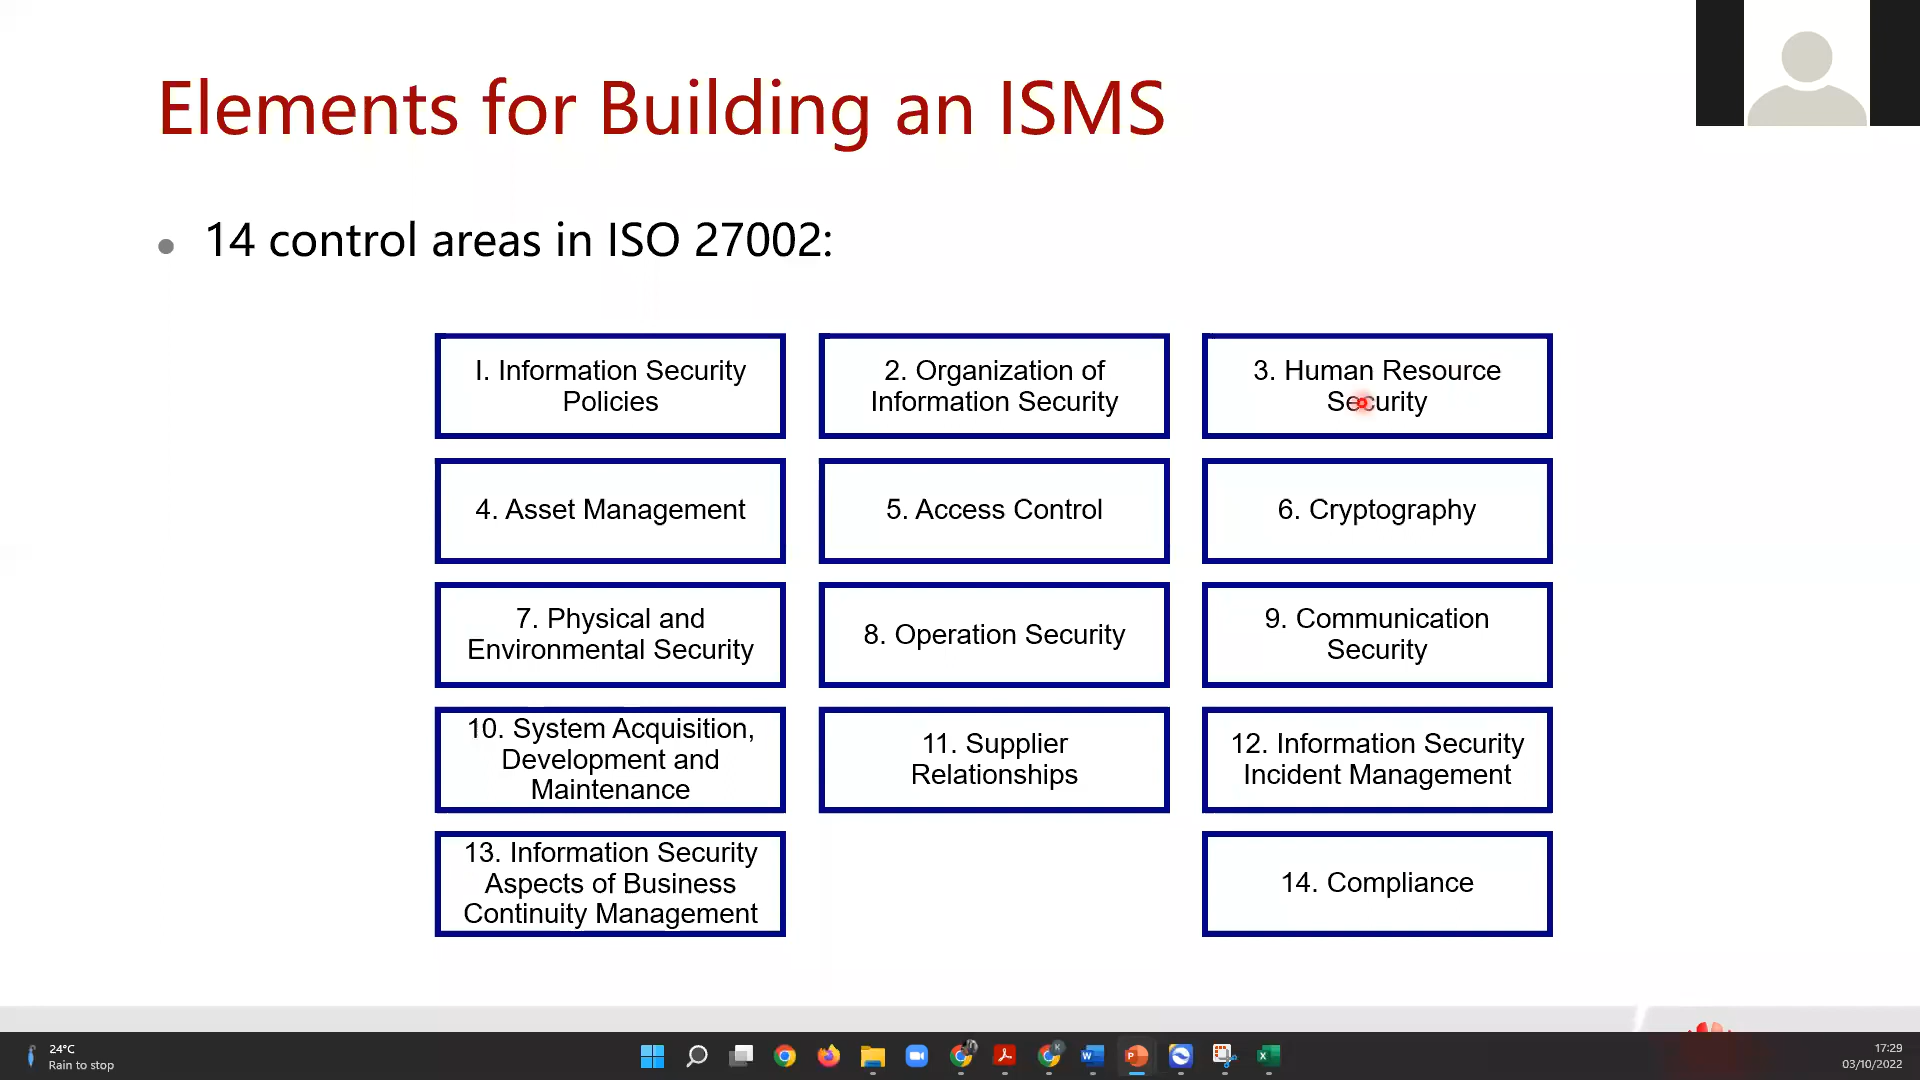 Elements for Building an ISMS
• 14 control areas in ISO 27002:
I. Information Security
Policies
2. Organization of
Information Security
3. Human Resource
Security
4. Asset Management
5. Access Control
6. Cryptography
7. Physical and
Environmental Security
8. Operation Security
9. Communication
Security
10. System Acquisition,
Development and
Maintenance
11. Supplier
Relationships
12. Information Security
Incident Management
13. Information Security
Aspects of Business
Continuity Management
14. Compliance
24°C
Rain to stop
17:29
03/10/2022